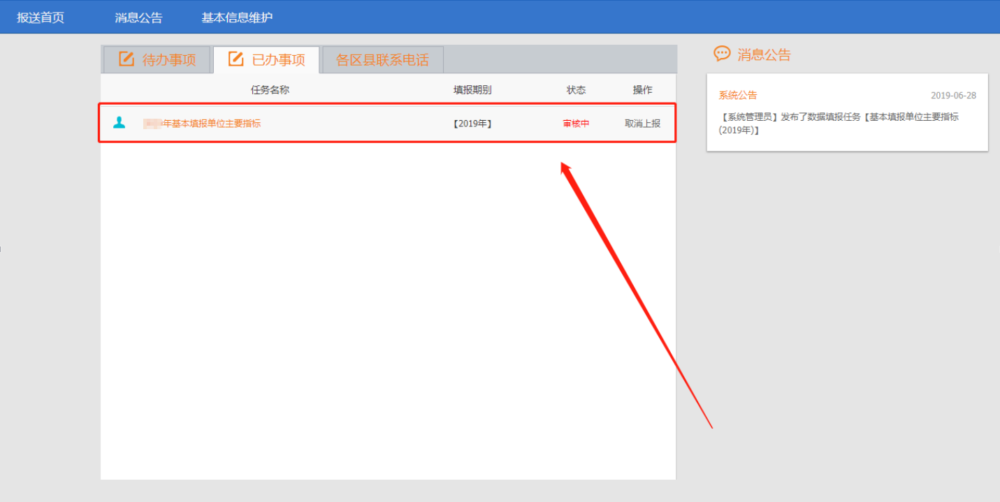 报送首页 消息公告 基本信息维护
待办事项 已办事项 各区县联系电话
任务名称 填报期别 状态 操作
年基本填报单位主要指标 【2019年】 审核中 取消上报
消息公告
系统公告 2019-06-28
【系统管理员】发布了数据填报任务【基本填报单位主要指标
(2019年)】